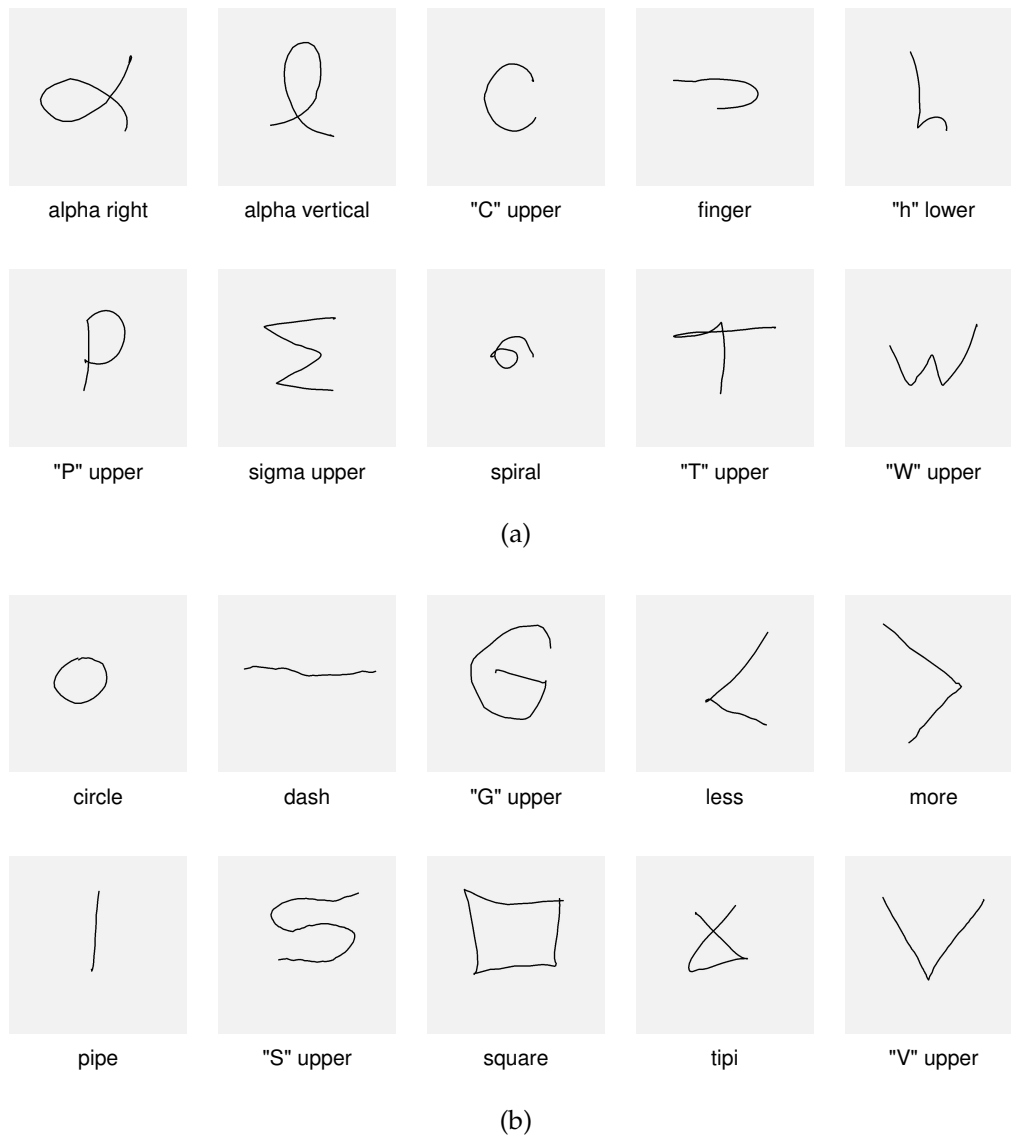 alpha right alpha vertical "C" upper finger "h" lower
"P" upper sigma upper spiral "T" upper "W" upper
(a)
circle dash "G" upper less more
pipe "S" upper square tipi "V" upper
(b)